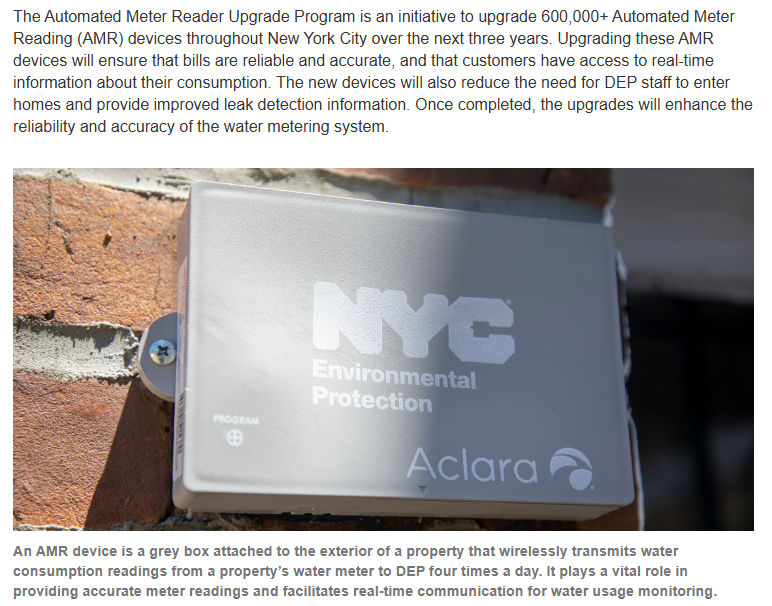 The Automated Meter Reader Upgrade Program is an initiative to upgrade 600,000+ Automated Meter
Reading (AMR) devices throughout New York City over the next three years. Upgrading these AMR
devices will ensure that bills are reliable and accurate, and that customers have access to real-time
information about their consumption. The new devices will also reduce the need for DEP staff to enter
homes and provide improved leak detection information. Once completed, the upgrades will enhance the
reliability and accuracy of the water metering system.
NYC
Environmental
Protection
PROGRAM
Aclara
An AMR device is a grey box attached to the exterior of a property that wirelessly transmits water
consumption readings from a property's water meter to DEP four times a day. It plays a vital role in
providing accurate meter readings and facilitates real-time communication for water usage monitoring.